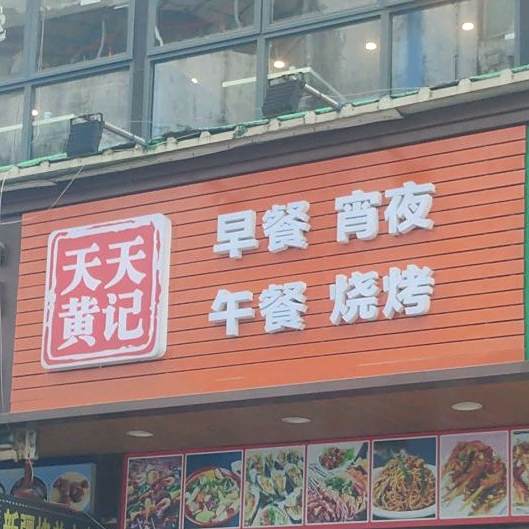 天天
黄记
早餐 宵夜
午餐 烧烤